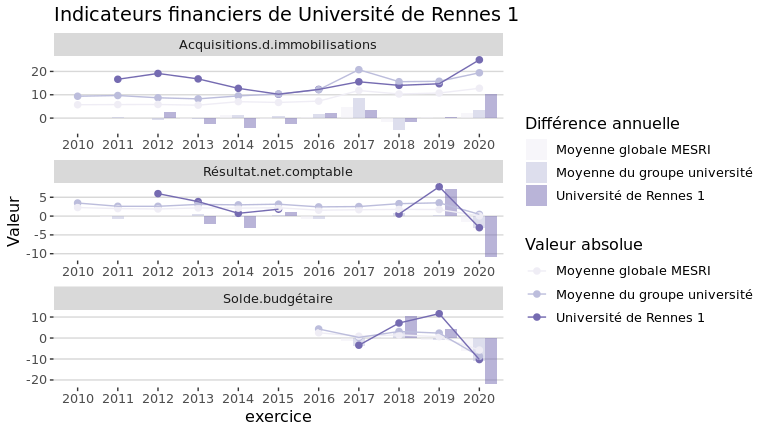 Indicateurs financiers de Université de Rennes 1
Acquisitions.d.immobilisations
20
10
0
2010 2011 2012 2013 2014 2015 2016 2017 2018 2019 2020
Résultat.net.comptable
5
0
-5
-10
2010 2011 2012 2013 2014 2015 2016 2017 2018 2019 2020
Solde.budgétaire
10
0
-10
-20
2010 2011 2012 2013 2014 2015 2016 2017 2018 2019 2020
exercice
Valeur
Différence annuelle
Moyenne globale MESRI
Moyenne du groupe université
Université de Rennes 1
Valeur absolue
Moyenne globale MESRI
Moyenne du groupe université
Université de Rennes 1